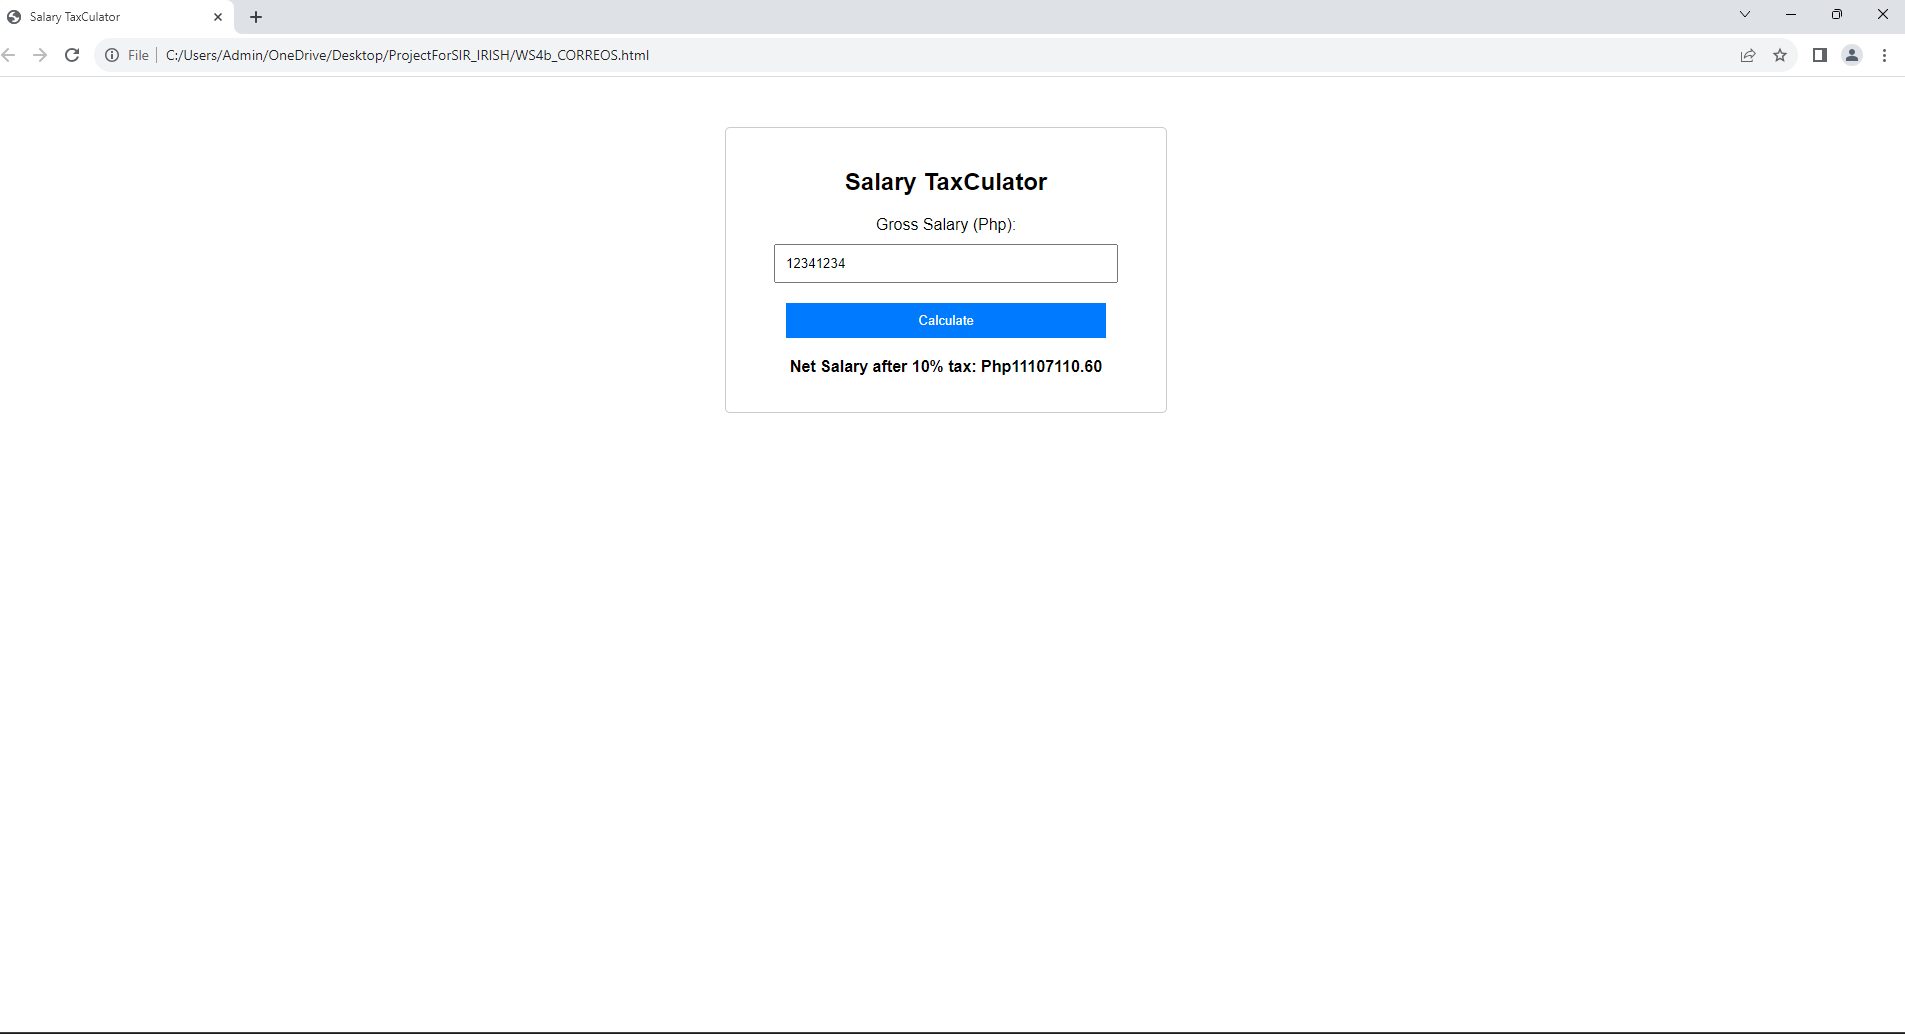 Salary TaxCulator
File
C:/Users/Admin/OneDrive/Desktop/ProjectForSIR_IRISH/WS4b_CORREOS.html
Salary TaxCulator
Gross Salary (Php):
12341234
Calculate
Net Salary after 10% tax: Php11107110.60